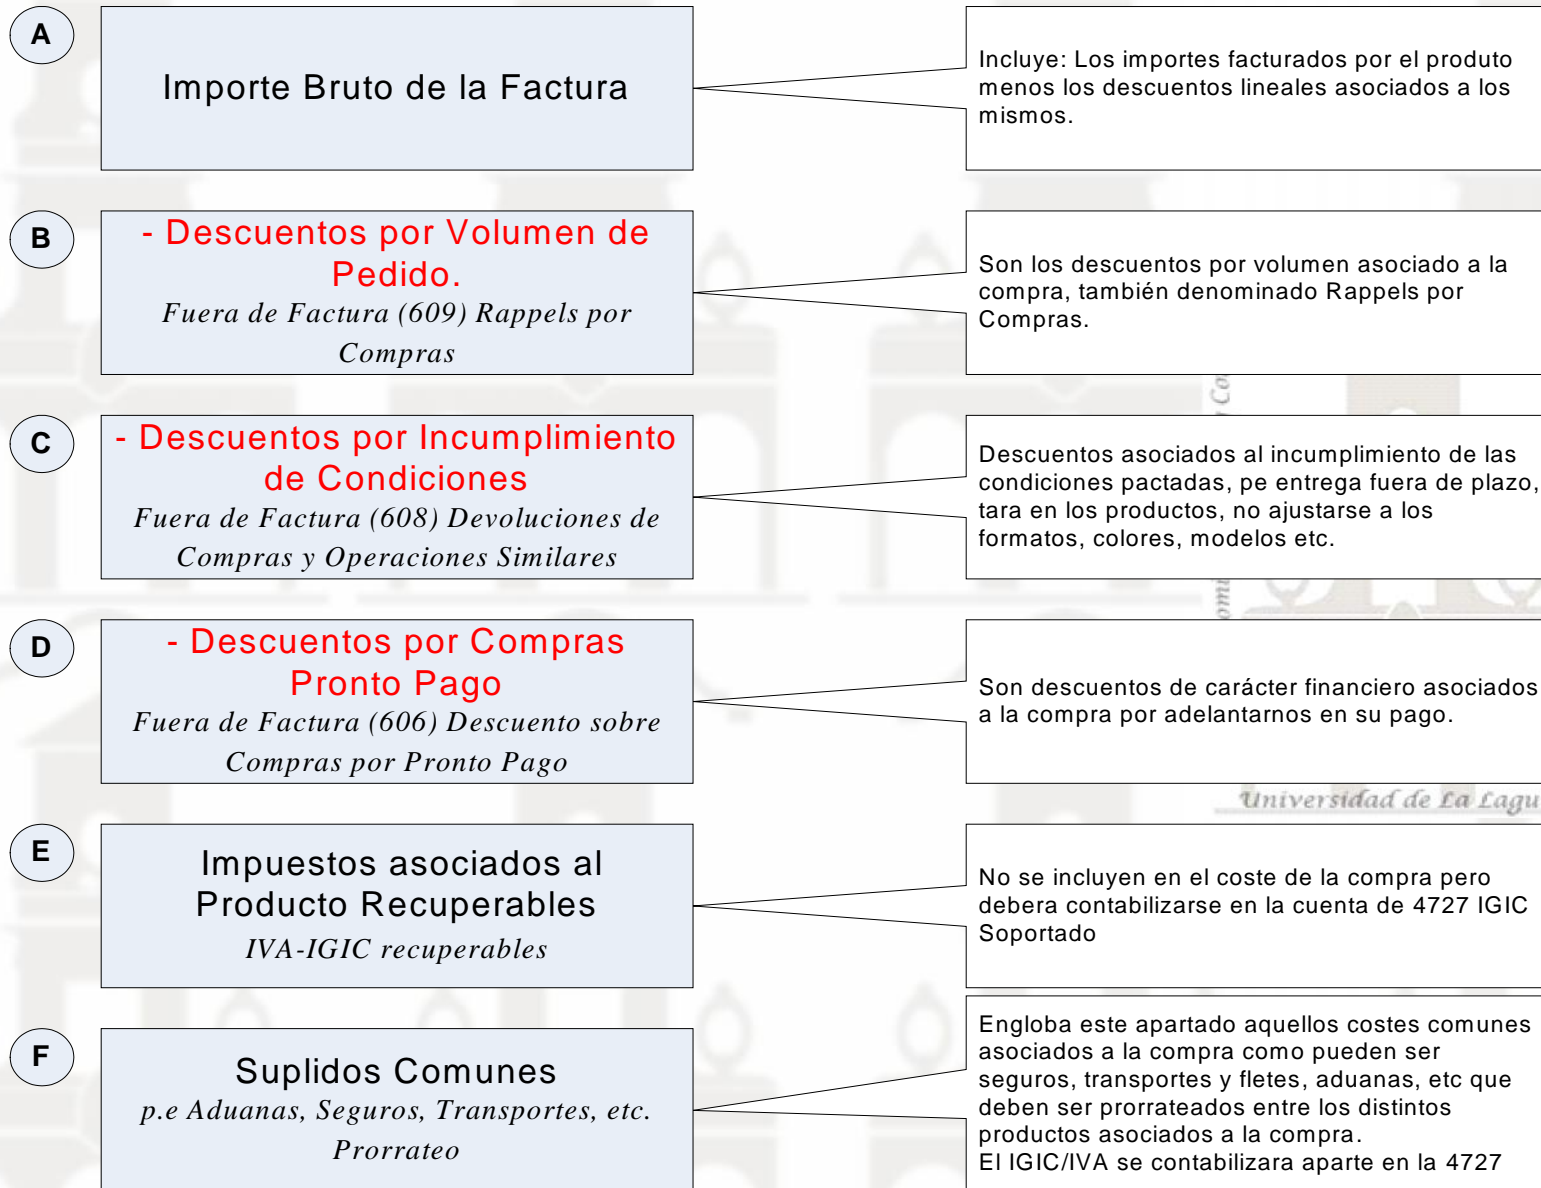 A
Importe Bruto de la Factura
Incluye: Los importes facturados por el produto
menos los descuentos lineales asociados a los
mismos.
B
- Descuentos por Volumen de
Pedido.
Fuera de Factura (609) Rappels por
Compras
Son los descuentos por volumen asociado a la
compra, también denominado Rappels por
Compras.
C
- Descuentos por Incumplimiento
de Condiciones
Fuera de Factura (608) Devoluciones de
Compras y Operaciones Similares
Descuentos asociados al incumplimiento de las
condiciones pactadas, pe entrega fuera de plazo,
tara en los productos, no ajustarse a los
formatos, colores, modelos etc.
D
- Descuentos por Compras
Pronto Pago
Fuera de Factura (606) Descuento sobre
Compras por Pronto Pago
Son descuentos de carácter financiero asociados
a la compra por adelantarnos en su pago.
Universidad de La Lagu
E
Impuestos asociados al
Producto Recuperables
IVA-IGIC recuperables
No se incluyen en el coste de la compra pero
debera contabilizarse en la cuenta de 4727 IGIC
Soportado
F
Suplidos Comunes
p.e Aduanas, Seguros, Transportes, etc.
Prorrateo
Engloba este apartado aquellos costes comunes
asociados a la compra como pueden ser
seguros, transportes y fletes, aduanas, etc que
deben ser prorrateados entre los distintos
productos asociados a la compra.
El IGIC/IVA se contabilizara aparte en la 4727